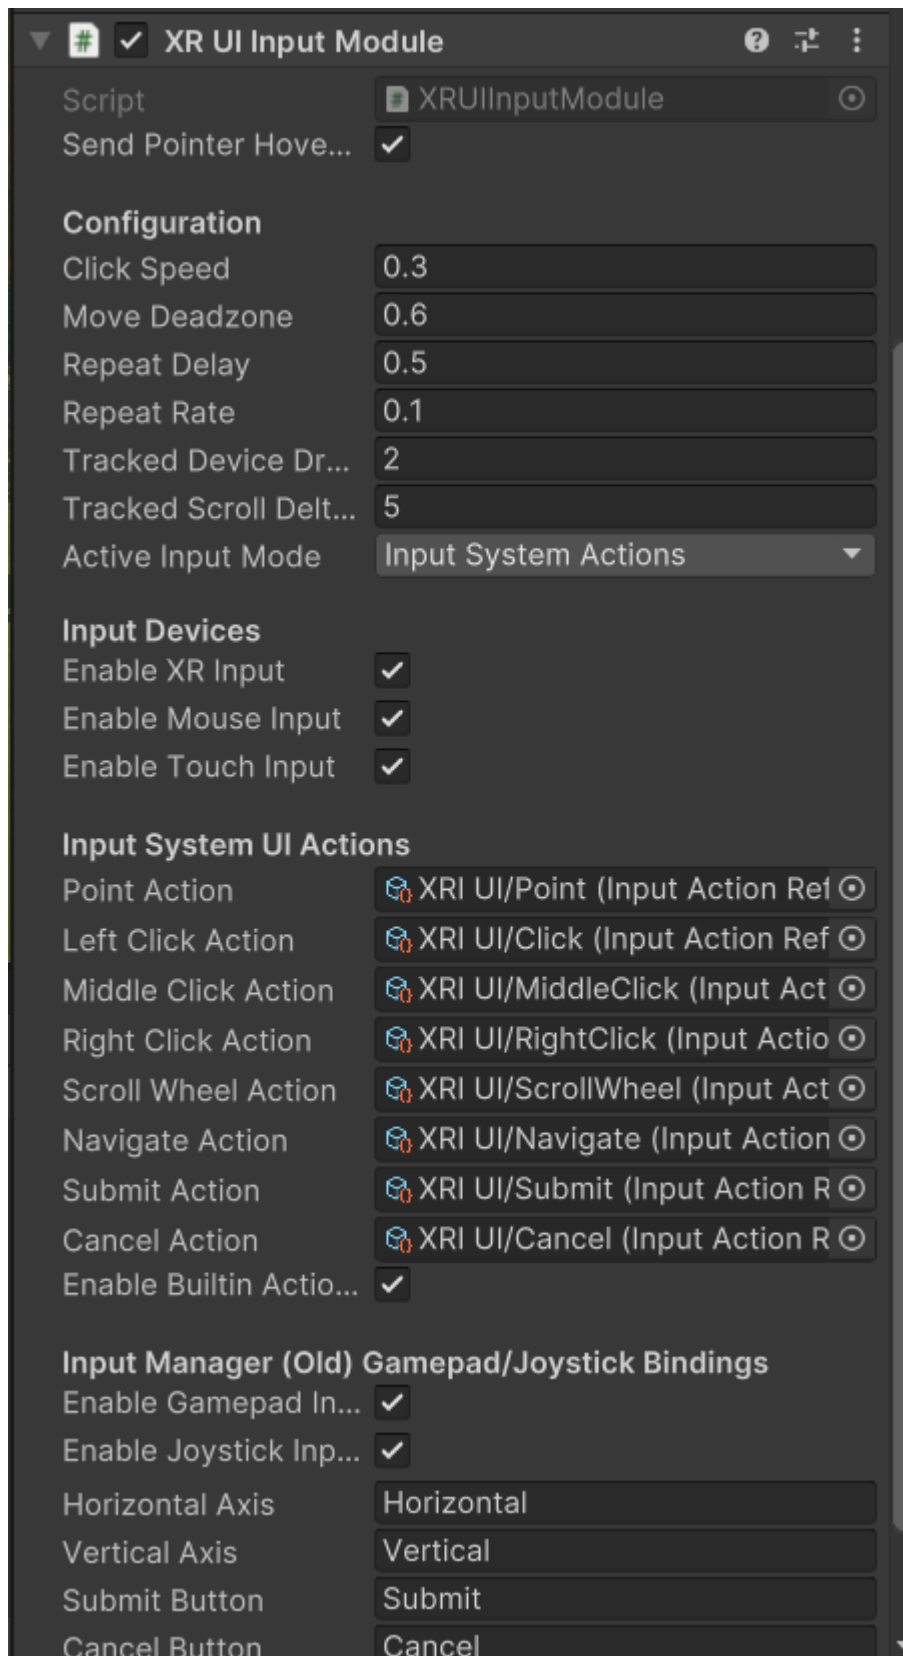 XR UI Input Module
Script XRUIInputModule
Send Pointer Hove...
Configuration
Click Speed 0.3
Move Deadzone 0.6
Repeat Delay 0.5
Repeat Rate 0.1
Tracked Device Dr... 2
Tracked Scroll Delt... 5
Active Input Mode Input System Actions
Input Devices
Enable XR Input
Enable Mouse Input
Enable Touch Input
Input System UI Actions
Point Action XRI UI/Point (Input Action Ref
Left Click Action XRI UI/Click (Input Action Ref
Middle Click Action XRI UI/MiddleClick (Input Act
Right Click Action XRI UI/RightClick (Input Actio
Scroll Wheel Action XRI UI/ScrollWheel (Input Act
Navigate Action XRI UI/Navigate (Input Action
Submit Action XRI UI/Submit (Input Action R
Cancel Action XRI UI/Cancel (Input Action R
Enable Builtin Actio...
Input Manager (Old) Gamepad/Joystick Bindings
Enable Gamepad In...
Enable Joystick Inp...
Horizontal Axis Horizontal
Vertical Axis Vertical
Submit Button Submit
Cancel Button Cancel